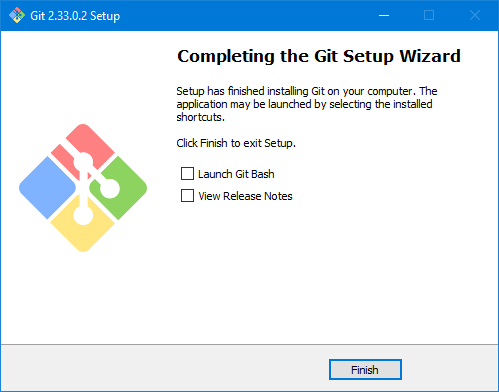 Git 2.33.0.2 Setup
Completing the Git Setup Wizard
Setup has finished installing Git on your computer. The
application may be launched by selecting the installed
shortcuts.
Click Finish to exit Setup.
Launch Git Bash
View Release Notes
Finish